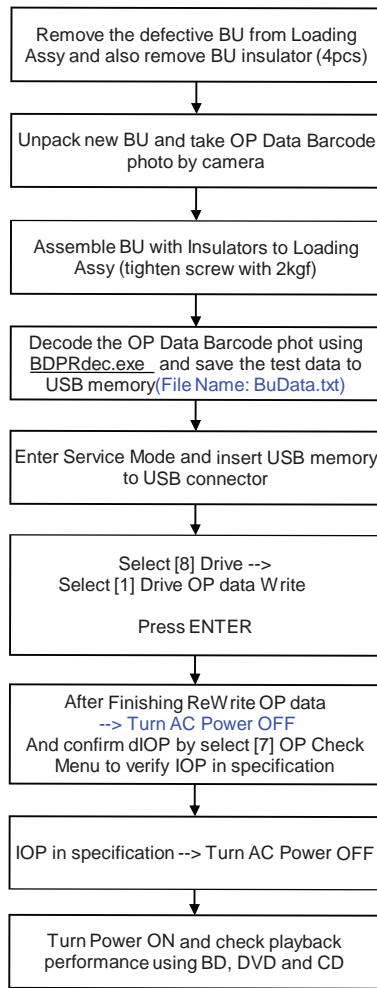 Remove the defective BU from Loading
Assy and also remove BU insulator (4pcs)
Unpack new BU and take OP Data Barcode
photo by camera
Assemble BU with Insulators to Loading
Assy (tighten screw with 2kgf)
Decode the OP Data Barcode phot using
BDPRdec.exe and save the test data to
USB memory(File Name: BuData.txt)
Enter Service Mode and insert USB memory
to USB connector
Select [8] Drive -->
Select [1] Drive OP data Write
Press ENTER
After Finishing ReWrite OP data
--> Turn AC Power OFF
And confirm dIOP by select [7] OP Check
Menu to verify IOP in specification
IOP in specification --> Turn AC Power OFF
Turn Power ON and check playback
performance using BD, DVD and CD